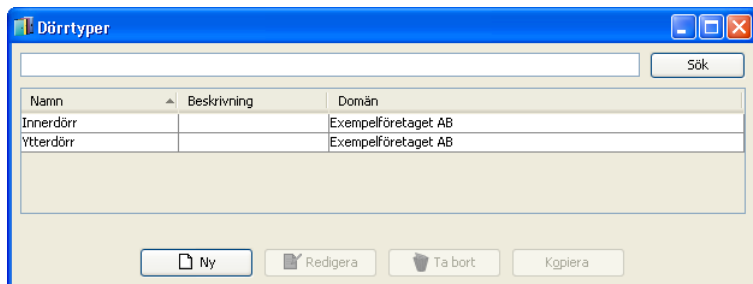 Dörrtyper
Sök
Namn Beskrivning Domän
Innerdörr Exempelföretaget AB
Ytterdörr Exempelföretaget AB
Ny Redigera Ta bort Kopiera